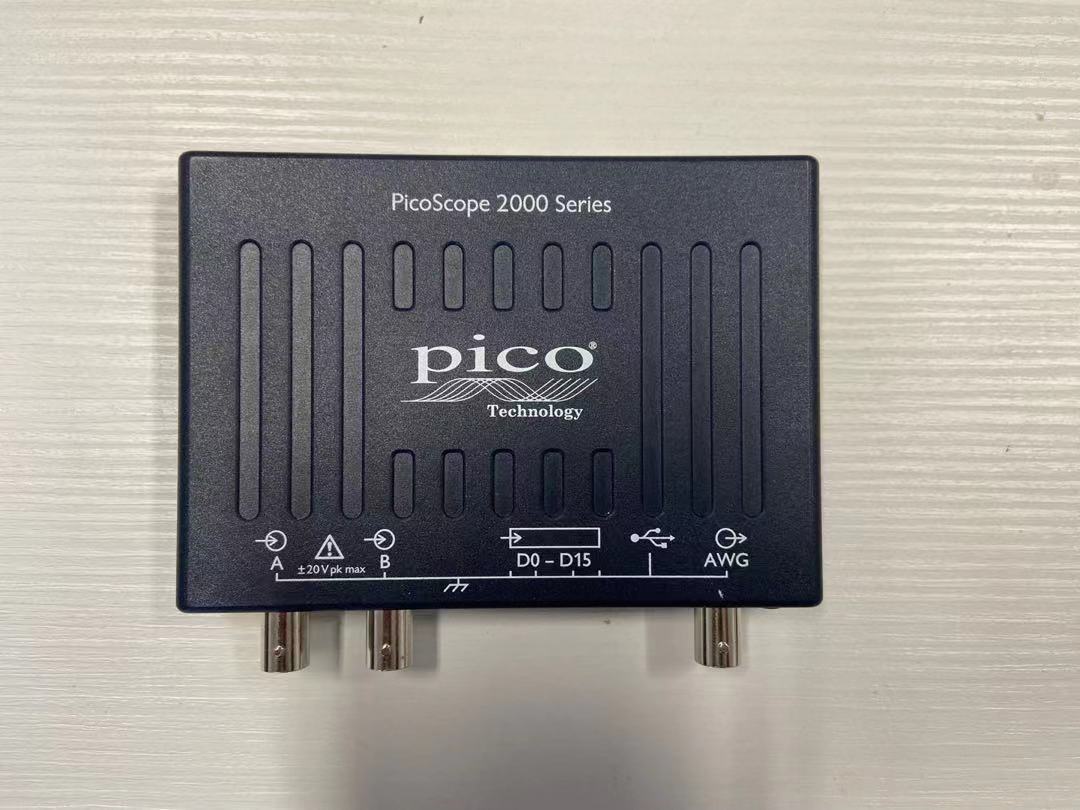 PicoScope 2000 Series
pico®
Technology
A
±20 V pk max
B
D0 – D15
AWG